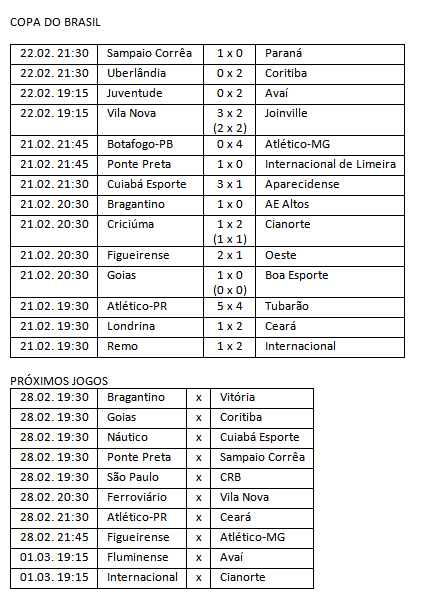 COPA DO BRASIL
22.02. 21:30 Sampaio Corrêa 1 x 0 Paraná
22.02. 21:30 Uberlândia 0 x 2 Coritiba
22.02. 19:15 Juventude 0 x 2 Avaí
22.02. 19:15 Vila Nova 3 x 2 Joinville
(2 x 2)
21.02. 21:45 Botafogo-PB 0 x 4 Atlético-MG
21.02. 21:45 Ponte Preta 1 x 0 Internacional de Limeira
21.02. 21:30 Cuiabá Esporte 3 x 1 Aparecidense
21.02. 20:30 Bragantino 1 x 0 AE Altos
21.02. 20:30 Criciúma 1 x 2 Cianorte
(1 x 1)
21.02. 20:30 Figueirense 2 x 1 Oeste
21.02. 20:30 Goias 1 x 0 Boa Esporte
(0 x 0)
21.02. 19:30 Atlético-PR 5 x 4 Tubarão
21.02. 19:30 Londrina 1 x 2 Ceará
21.02. 19:30 Remo 1 x 2 Internacional
PRÓXIMOS JOGOS
28.02. 19:30 Bragantino x Vitória
28.02. 19:30 Goias x Coritiba
28.02. 19:30 Náutico x Cuiabá Esporte
28.02. 19:30 Ponte Preta x Sampaio Corrêa
28.02. 19:30 São Paulo x CRB
28.02. 20:30 Ferroviário x Vila Nova
28.02. 21:30 Atlético-PR x Ceará
28.02. 21:45 Figueirense x Atlético-MG
01.03. 19:15 Fluminense x Avaí
01.03. 19:15 Internacional x Cianorte